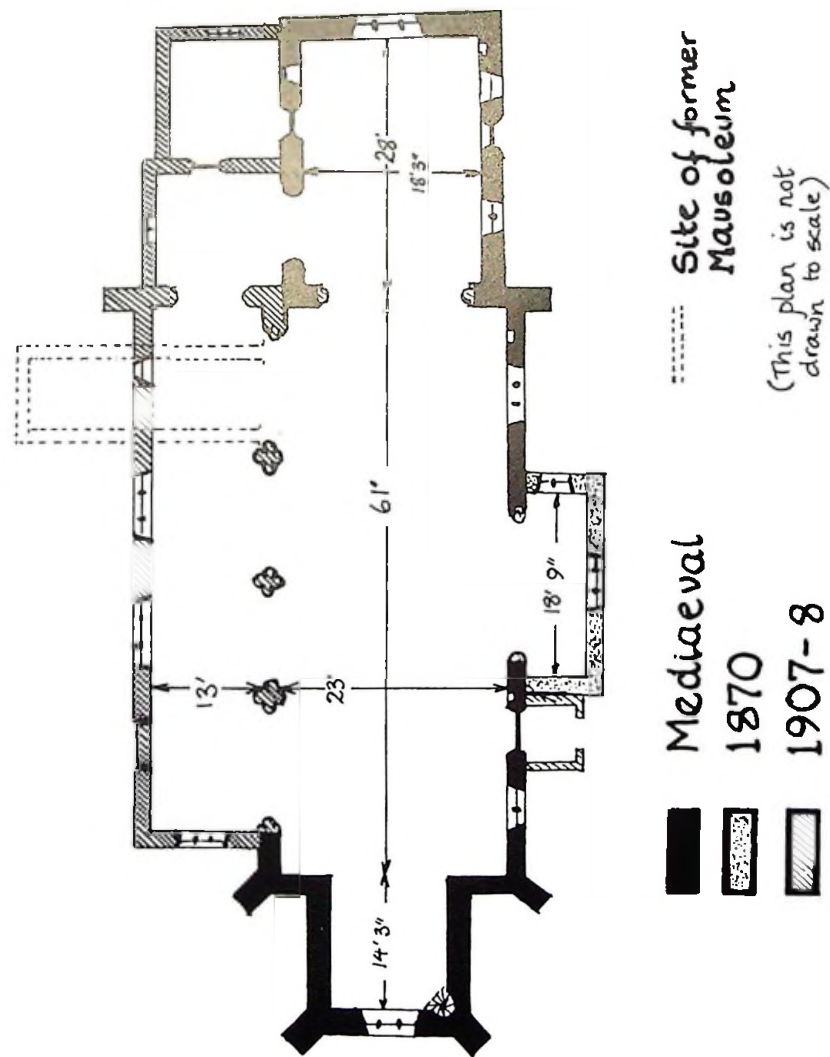 28'
18'3"
61'
13'
23'
18' 9"
14' 3"
Mediaeval
1870
1907-8
Site of former
Mausoleum
(This plan is not
drawn to scale)